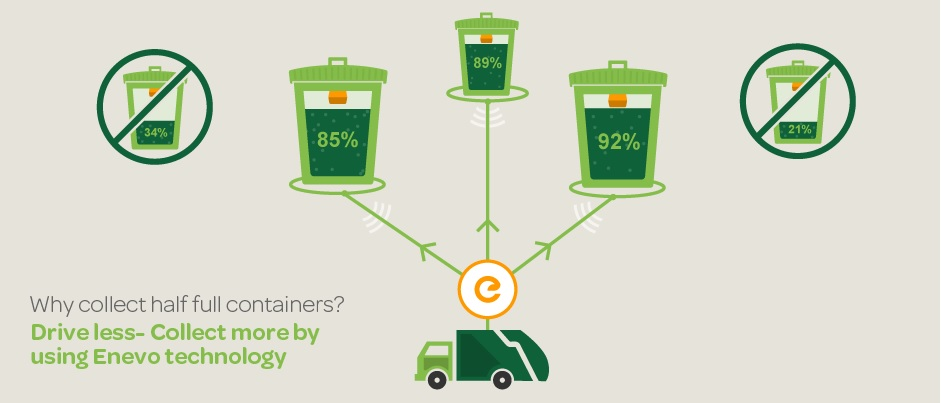 89%
34%
85%
92%
21%
e
Why collect half full containers?
Drive less- Collect more by
using Enevo technology